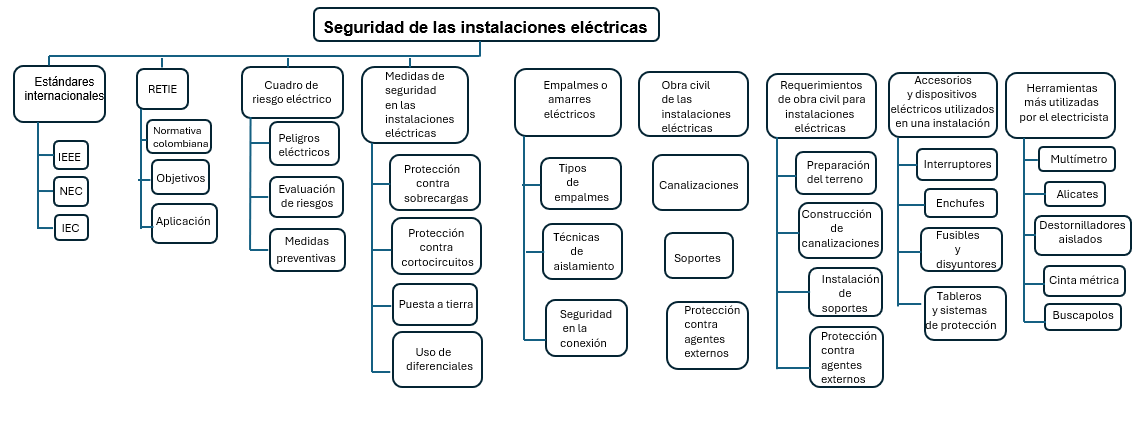 Seguridad de las instalaciones eléctricas
Estándares
internacionales
IEEE
NEC
IEC
RETIE
Normativa
colombiana
Objetivos
Aplicación
Cuadro de
riesgo eléctrico
Peligros
eléctricos
Evaluación
de riesgos
Medidas
preventivas
Medidas de
seguridad
en las
instalaciones
eléctricas
Protección
contra
sobrecargas
Protección
contra
cortocircuitos
Puesta a tierra
Uso de
diferenciales
Empalmes o
amarres
eléctricos
Tipos
de
empalmes
Técnicas
de
aislamiento
Seguridad
en la
conexión
Obra civil
de las
instalaciones
eléctricas
Canalizaciones
Soportes
Protección
contra
agentes
externos
Requerimientos
de obra civil para
instalaciones
eléctricas
Preparación
del terreno
Construcción
de
canalizaciones
Instalación
de
soportes
Protección
contra
agentes
externos
Accesorios
y dispositivos
eléctricos utilizados
en una instalación
Interruptores
Enchufes
Fusibles
y
disyuntores
Tableros
y sistemas
de protección
Herramientas
más utilizadas
por el electricista
Multímetro
Alicates
Destornilladores
aislados
Cinta métrica
Buscapolos